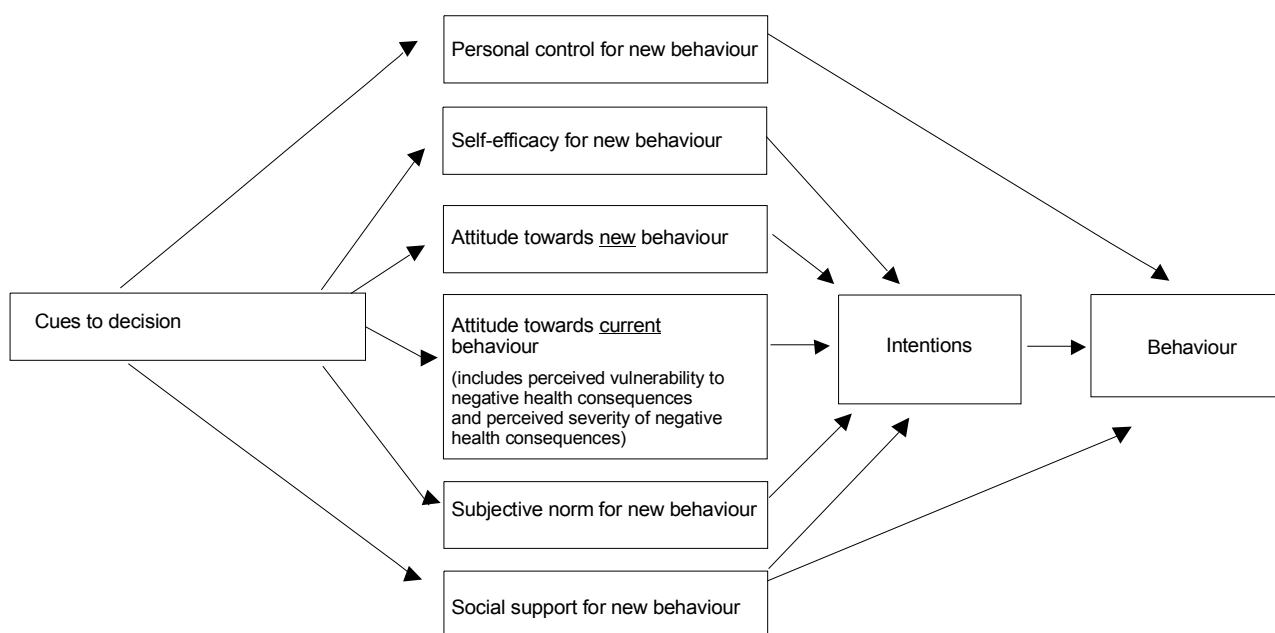 Personal control for new behaviour
Self-efficacy for new behaviour
Attitude towards new behaviour
Cues to decision
Attitude towards current
behaviour
(includes perceived vulnerability to
negative health consequences
and perceived severity of negative
health consequences)
Intentions
Behaviour
Subjective norm for new behaviour
Social support for new behaviour